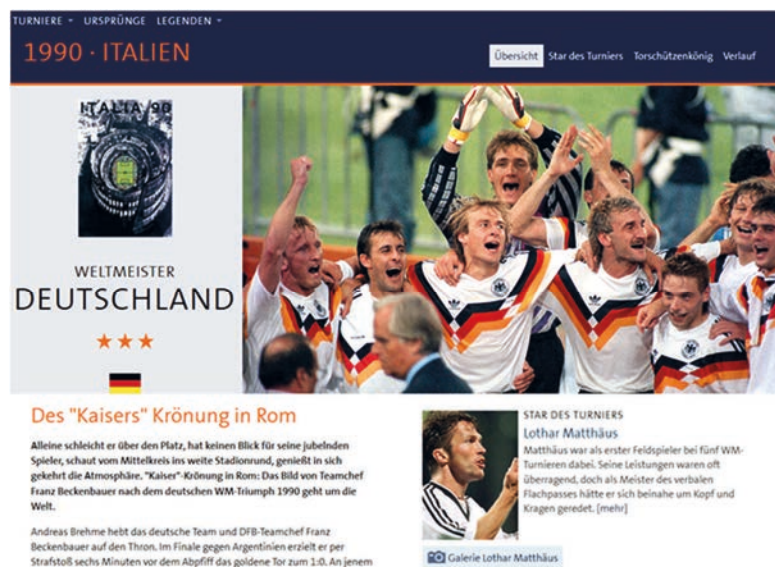 TURNIERE URSPRÜNGE LEGENDEN
1990 · ITALIEN
Übersicht Star des Turniers Torschützenkönig Verlauf
ITALIA '90
WELTMEISTER
DEUTSCHLAND
Des "Kaisers" Krönung in Rom
Alleine schleicht er über den Platz, hat keinen Blick für seine jubelnden
Spieler, schaut vom Mittelkreis ins weite Stadionrund, genießt in sich
gekehrt die Atmosphäre. "Kaiser"-Krönung in Rom: Das Bild von Teamchef
Franz Beckenbauer nach dem deutschen WM-Triumph 1990 geht um die
Welt.
Andreas Brehme hebt das deutsche Team und DFB-Teamchef Franz
Beckenbauer auf den Thron. Im Finale gegen Argentinien erzielt er per
Strafstoß sechs Minuten vor dem Abpfiff das goldene Tor zum 1:0. An jenem
STAR DES TURNIERS
Lothar Matthäus
Matthäus war als erster Feldspieler bei fünf WM-
Turnieren dabei. Seine Leistungen waren oft
überragend, doch als Meister des verbalen
Flachpasses hätte er sich beinahe um Kopf und
Kragen geredet. [mehr]
Galerie Lothar Matthäus